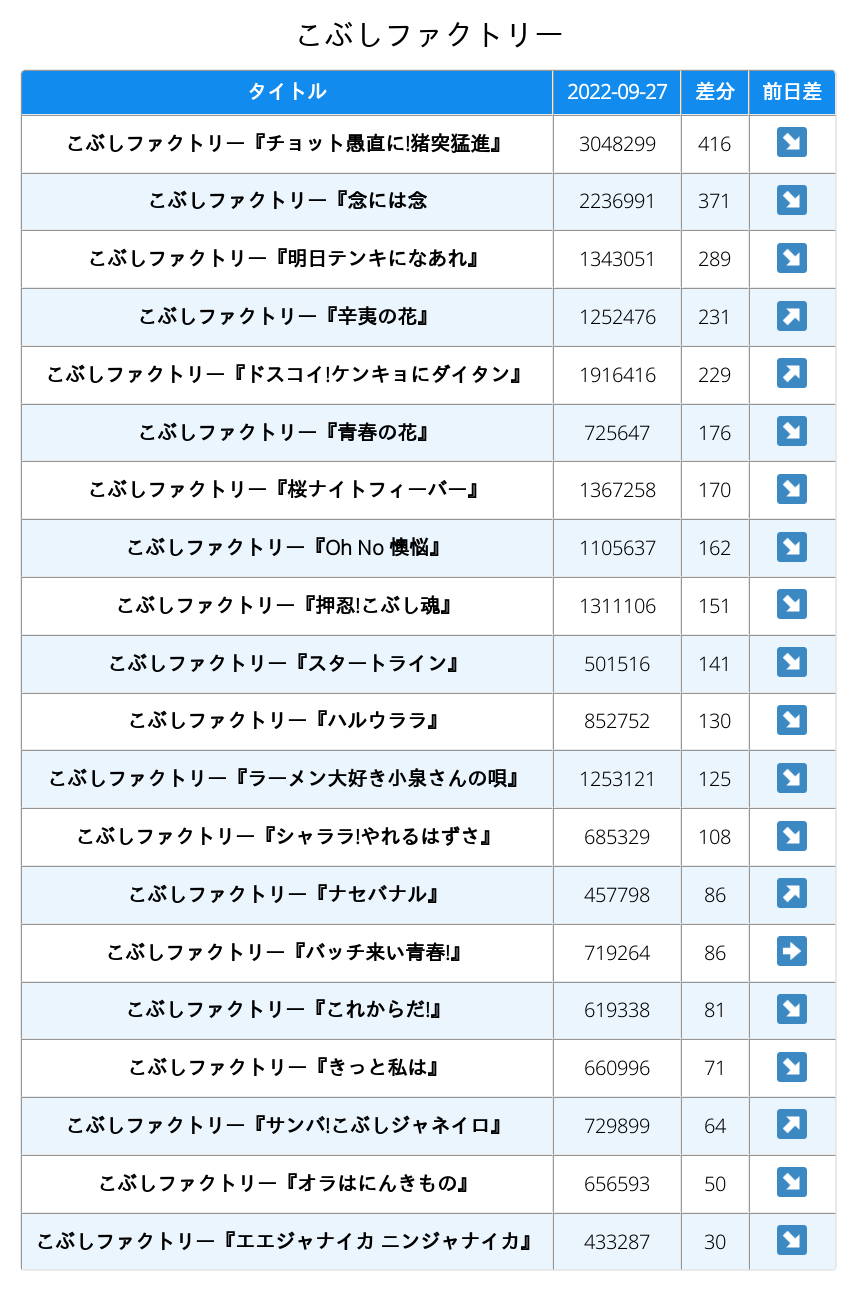 こぶしファクトリー
タイトル 2022-09-27 差分 前日差
こぶしファクトリー『チョット愚直に!猪突猛進』 3048299 416 ↘
こぶしファクトリー『念には念 2236991 371 ↘
こぶしファクトリー『明日テンキになあれ』 1343051 289 ↘
こぶしファクトリー『辛夷の花』 1252476 231 ↗
こぶしファクトリー『ドスコイ!ケンキョにダイタン』 1916416 229 ↗
こぶしファクトリー『青春の花』 725647 176 ↘
こぶしファクトリー『桜ナイトフィーバー』 1367258 170 ↘
こぶしファクトリー『Oh No 懊悩』 1105637 162 ↘
こぶしファクトリー『押忍!こぶし魂』 1311106 151 ↘
こぶしファクトリー『スタートライン』 501516 141 ↘
こぶしファクトリー『ハルウララ』 852752 130 ↘
こぶしファクトリー『ラーメン大好き小泉さんの唄』 1253121 125 ↘
こぶしファクトリー『シャララ!やれるはずさ』 685329 108 ↘
こぶしファクトリー『ナセバナル』 457798 86 ↗
こぶしファクトリー『バッチ来い青春!』 719264 86 ➡
こぶしファクトリー『これからだ!』 619338 81 ↘
こぶしファクトリー『きっと私は』 660996 71 ↘
こぶしファクトリー『サンバ!こぶしジャネイロ』 729899 64 ↗
こぶしファクトリー『オラはにんきもの』 656593 50 ↘
こぶしファクトリー『エエジャナイカ ニンジャナイカ』 433287 30 ↘